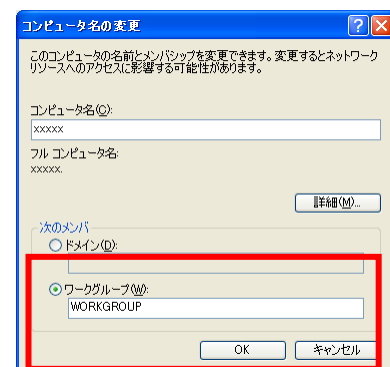 コンピュータ名の変更
このコンピュータの名前とメンバシップを変更できます。変更するとネットワーク
リソースへのアクセスに影響する可能性があります。
コンピュータ名(C):
xxxxx
フル コンピュータ名:
xxxxx.
詳細(M)...
次のメンバ
ドメイン(D):
ワークグループ(W):
WORKGROUP
OK
キャンセル